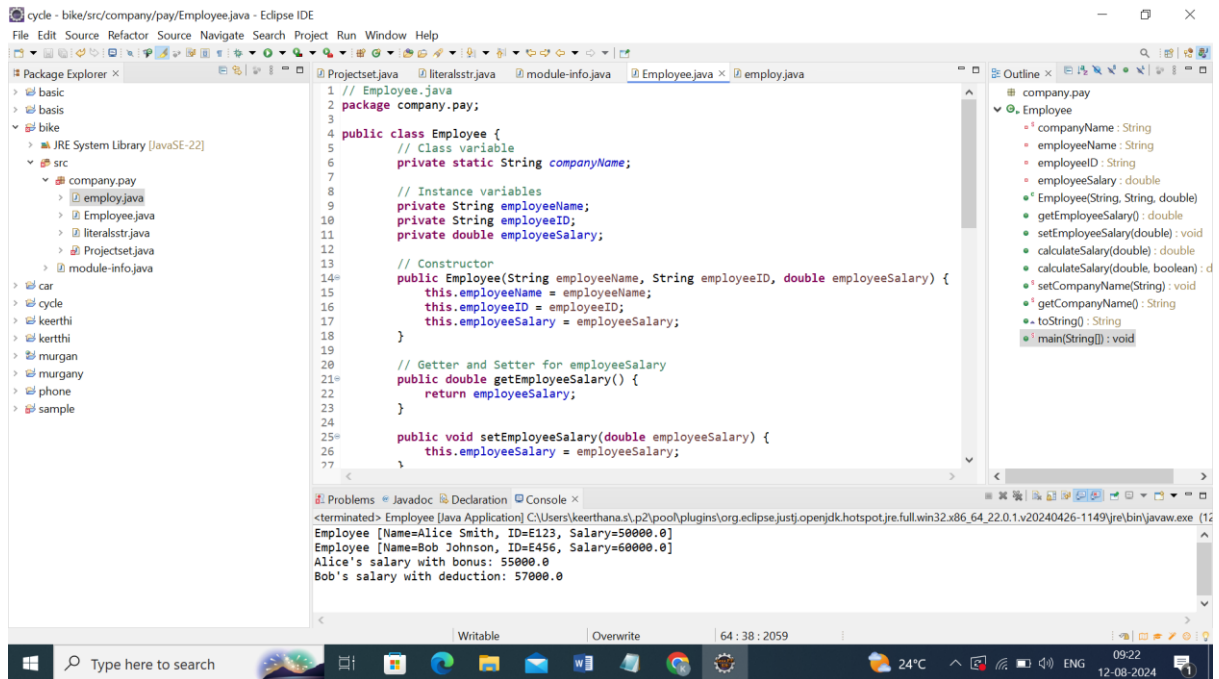 cycle - bike/src/company/pay/Employee.java - Eclipse IDE
File Edit Source Refactor Source Navigate Search Project Run Window Help
Package Explorer
basic
basis
bike
JRE System Library [JavaSE-22]
src
company.pay
employ.java
Employee.java
literalsstr.java
Projectset.java
module-info.java
car
cycle
keerthi
kertthi
murgan
murgany
phone
sample
Projectset.java literalsstr.java module-info.java Employee.java employ.java
1 // Employee.java
2 package company.pay;
3
4 public class Employee {
5 // Class variable
6 private static String companyName;
7
8 // Instance variables
9 private String employeeName;
10 private String employeeID;
11 private double employeeSalary;
12
13 // Constructor
14 public Employee(String employeeName, String employeeID, double employeeSalary) {
15 this.employeeName = employeeName;
16 this.employeeID = employeeID;
17 this.employeeSalary = employeeSalary;
18 }
19
20 // Getter and Setter for employeeSalary
21 public double getEmployeeSalary() {
22 return employeeSalary;
23 }
24
25 public void setEmployeeSalary(double employeeSalary) {
26 this.employeeSalary = employeeSalary;
27 }
Outline
company.pay
Employee
companyName : String
employeeName : String
employeeID : String
employeeSalary : double
Employee(String, String, double)
getEmployeeSalary() : double
setEmployeeSalary(double) : void
calculateSalary(double) : double
calculateSalary(double, boolean) : d
setCompanyName(String) : void
getCompanyName() : String
toString() : String
main(String[]) : void
Problems Javadoc Declaration Console
<terminated> Employee [Java Application] C:\Users\keerthana.s\.p2\pool\plugins\org.eclipse.justj.openjdk.hotspot.jre.full.win32.x86_64_22.0.1.v20240426-1149\jre\bin\javaw.exe (12
Employee [Name=Alice Smith, ID=E123, Salary=50000.0]
Employee [Name=Bob Johnson, ID=E456, Salary=60000.0]
Alice's salary with bonus: 55000.0
Bob's salary with deduction: 57000.0
Writable Overwrite 64 : 38 : 2059
Type here to search
24°C ENG 09:22
12-08-2024
1